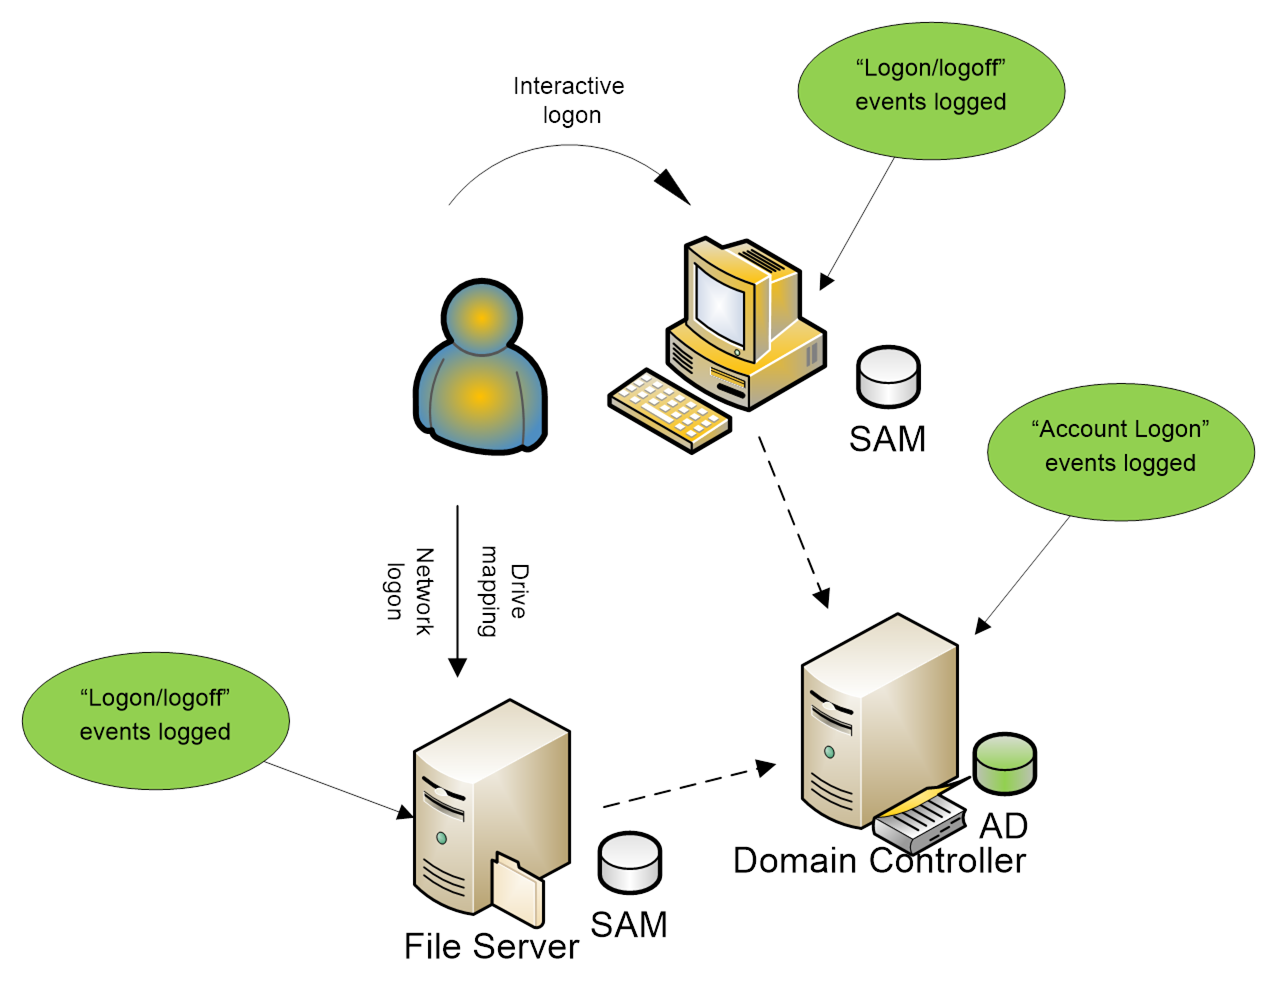 Interactive
logon
“Logon/logoff”
events logged
SAM
“Account Logon”
events logged
Drive
mapping
Network
logon
“Logon/logoff”
events logged
AD
Domain Controller
SAM
File Server